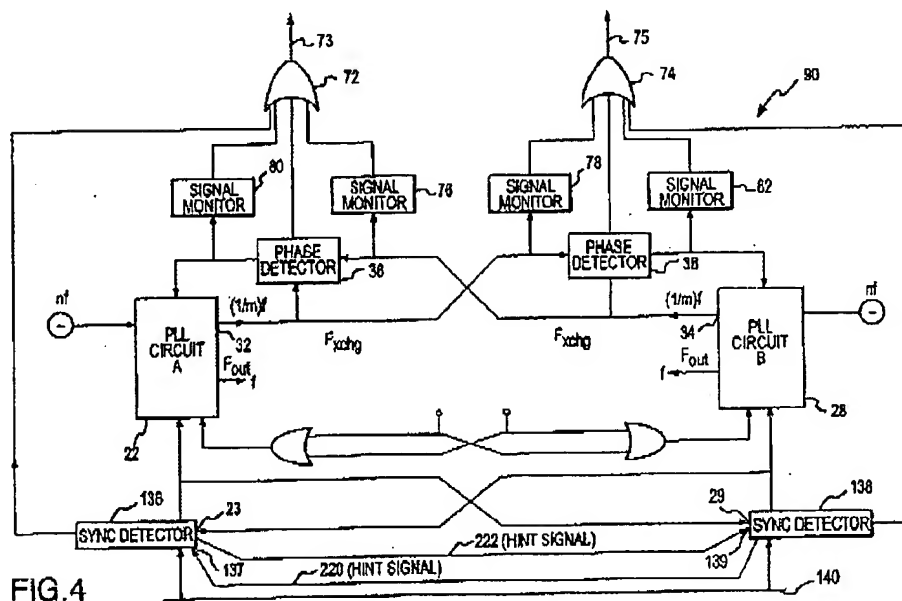 73
75
72
74
90
80
SIGNAL MONITOR
SIGNAL MONITOR
76
78
SIGNAL MONITOR
SIGNAL MONITOR
82
PHASE DETECTOR
36
PHASE DETECTOR
38
nf
(1/m)f
(1/m)f
nf
PLL CIRCUIT A
32
Fxchg
Fxchg
34
PLL CIRCUIT B
Fout
f
Fout
f
22
28
136
23
29
138
SYNC DETECTOR
SYNC DETECTOR
222 (HINT SIGNAL)
137
139
220 (HINT SIGNAL)
140
FIG.4